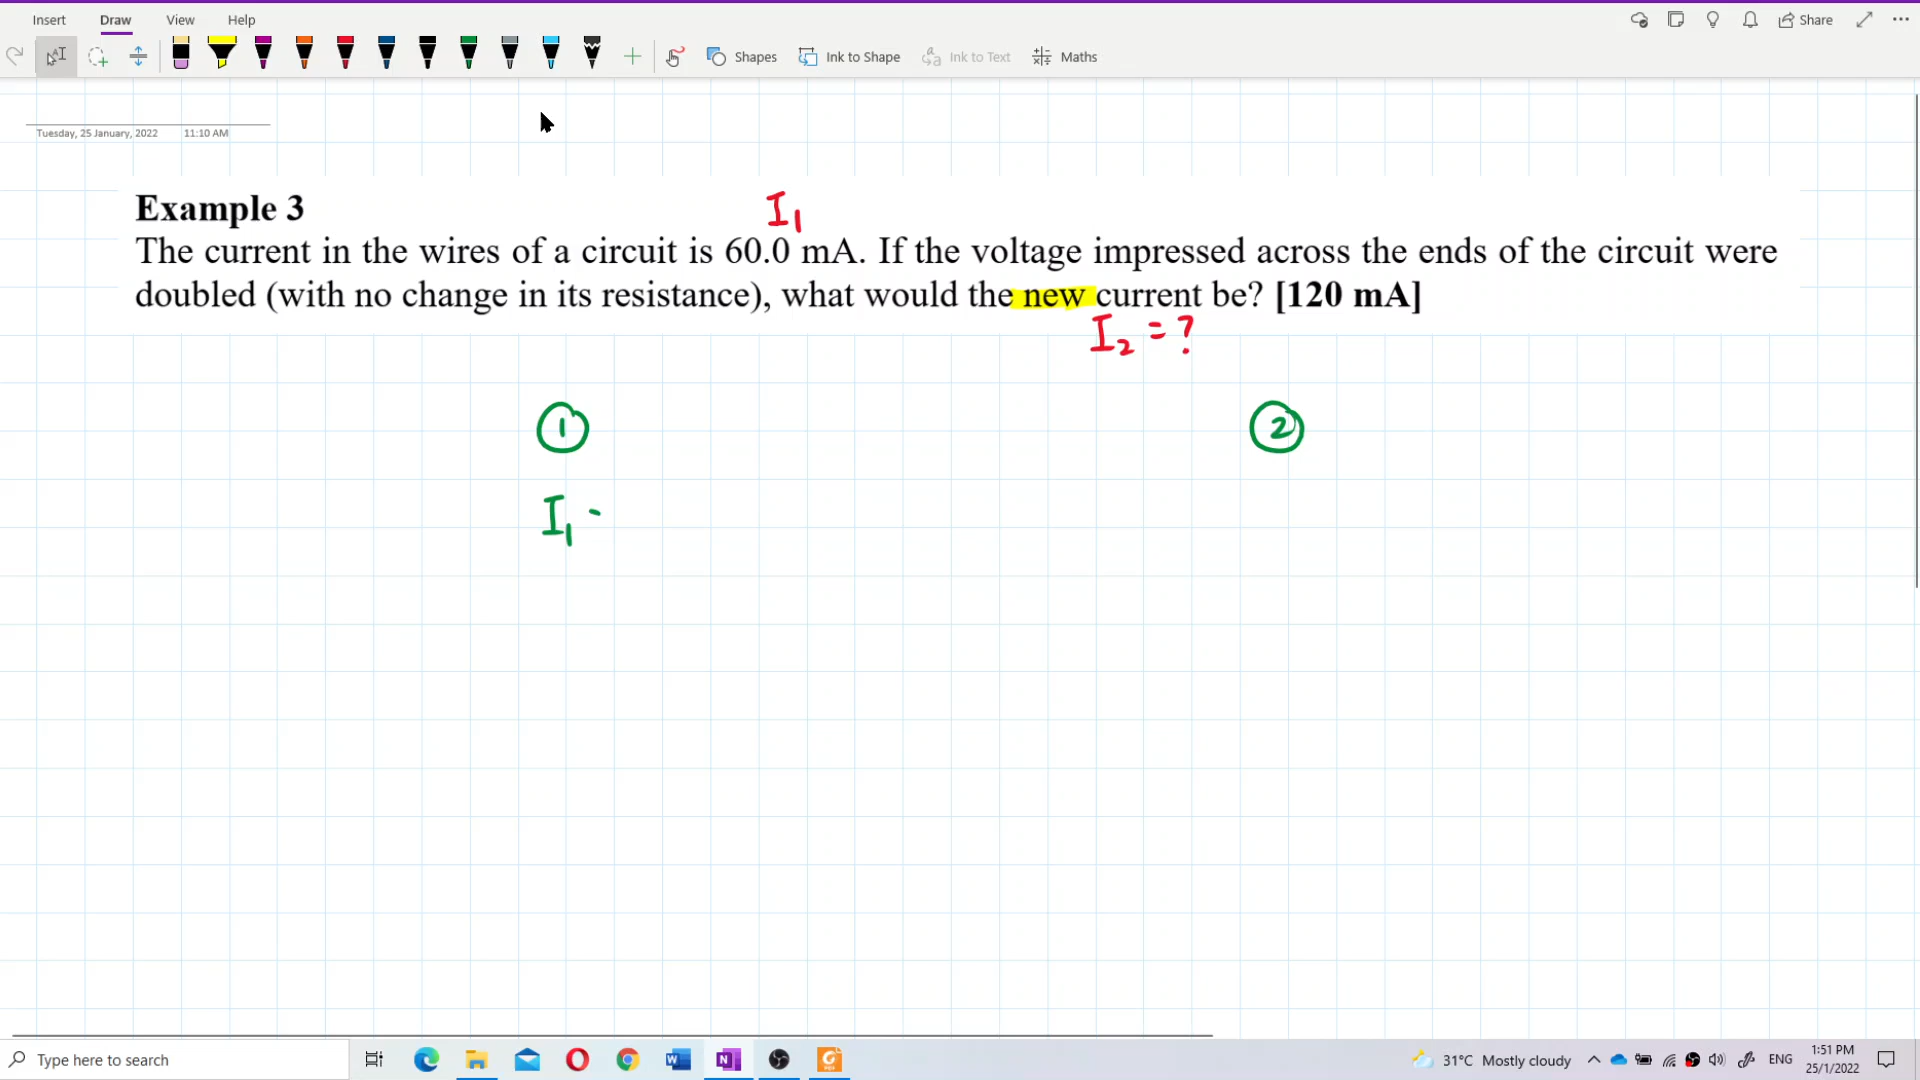 Insert Draw View Help
Share
Shapes Ink to Shape Ink to Text Maths
Tuesday, 25 January, 2022 11:10 AM
Example 3
I₁
The current in the wires of a circuit is 60.0 mA. If the voltage impressed across the ends of the circuit were
doubled (with no change in its resistance), what would the new current be? [120 mA]
I₂ = ?
1 2
I₁ -
Type here to search
31°C Mostly cloudy ENG
1:51 PM
25/1/2022